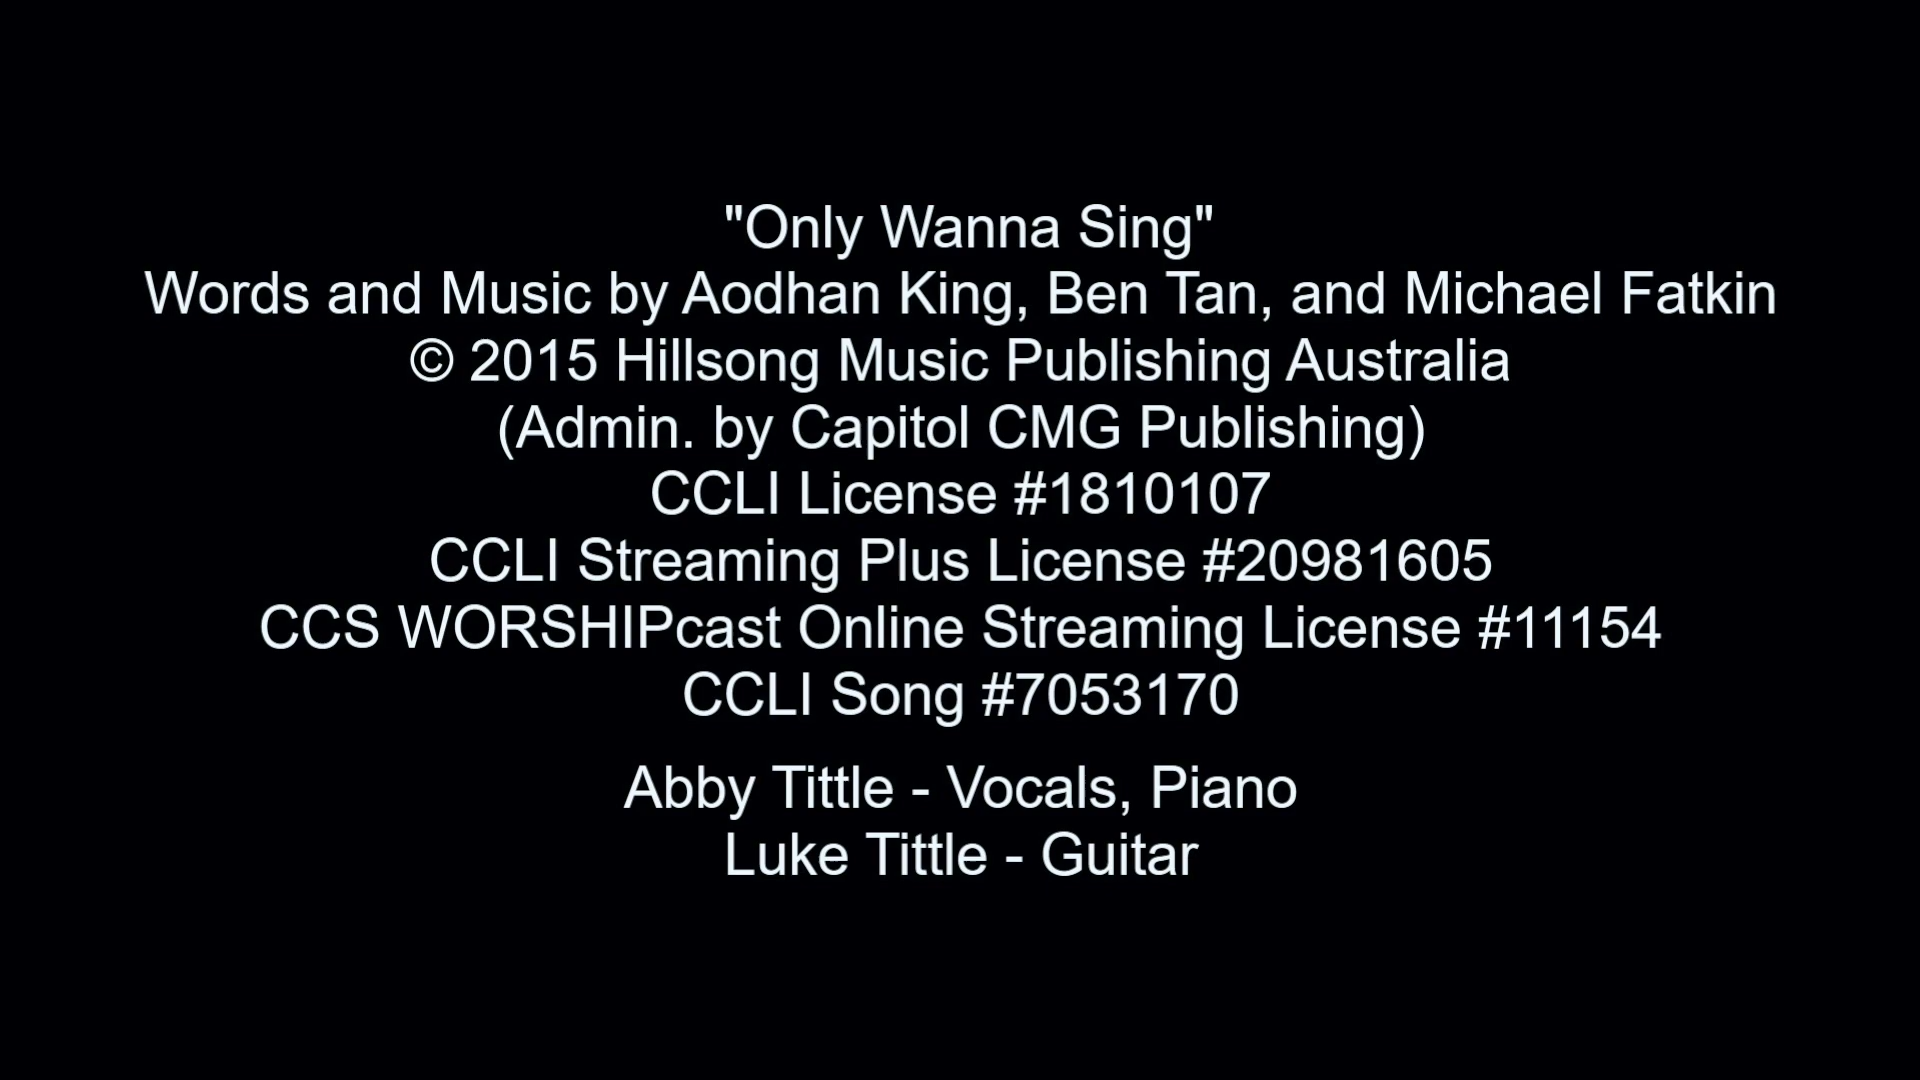 "Only Wanna Sing"
Words and Music by Aodhan King, Ben Tan, and Michael Fatkin
© 2015 Hillsong Music Publishing Australia
(Admin. by Capitol CMG Publishing)
CCLI License #1810107
CCLI Streaming Plus License #20981605
CCS WORSHIPcast Online Streaming License #11154
CCLI Song #7053170
Abby Tittle - Vocals, Piano
Luke Tittle - Guitar